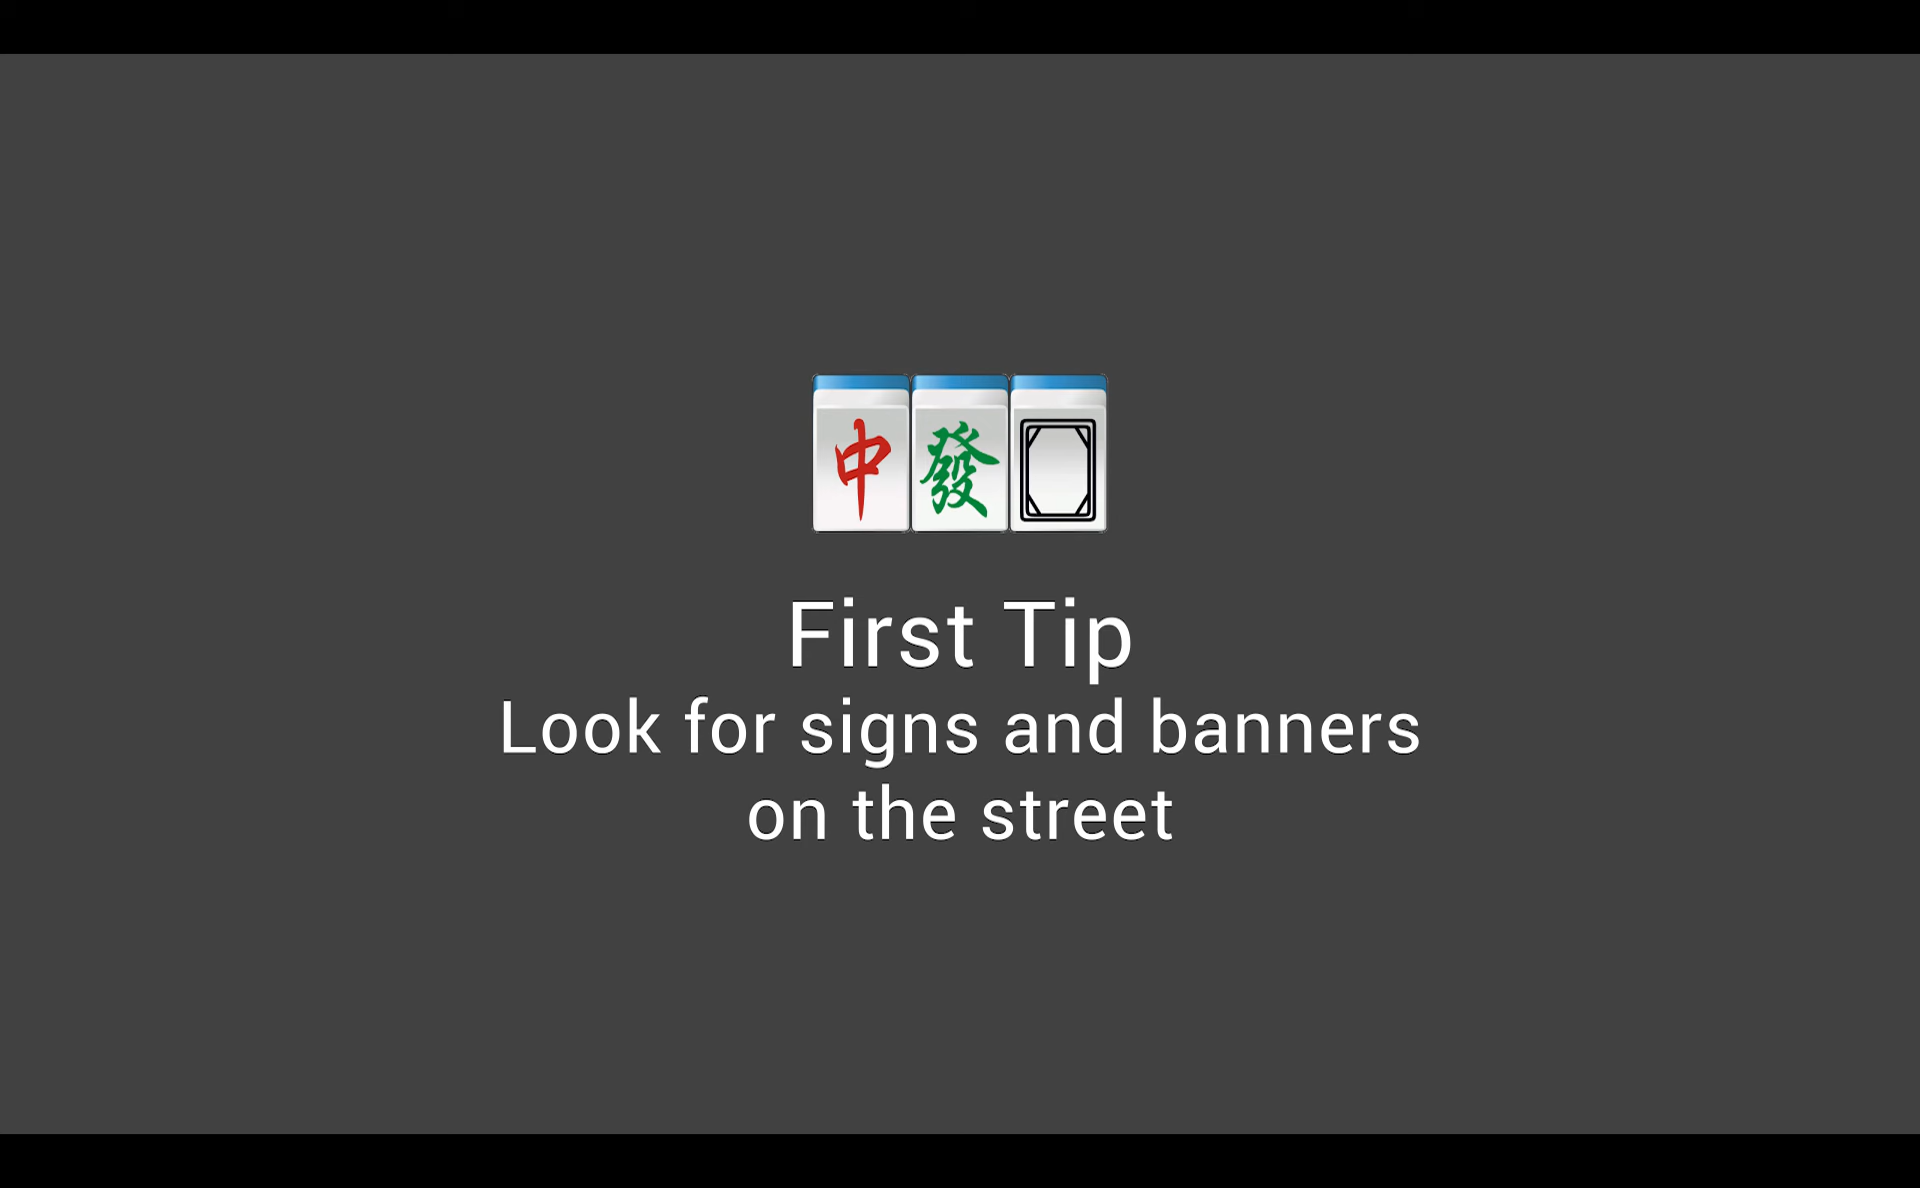 中發
First Tip
Look for signs and banners
on the street